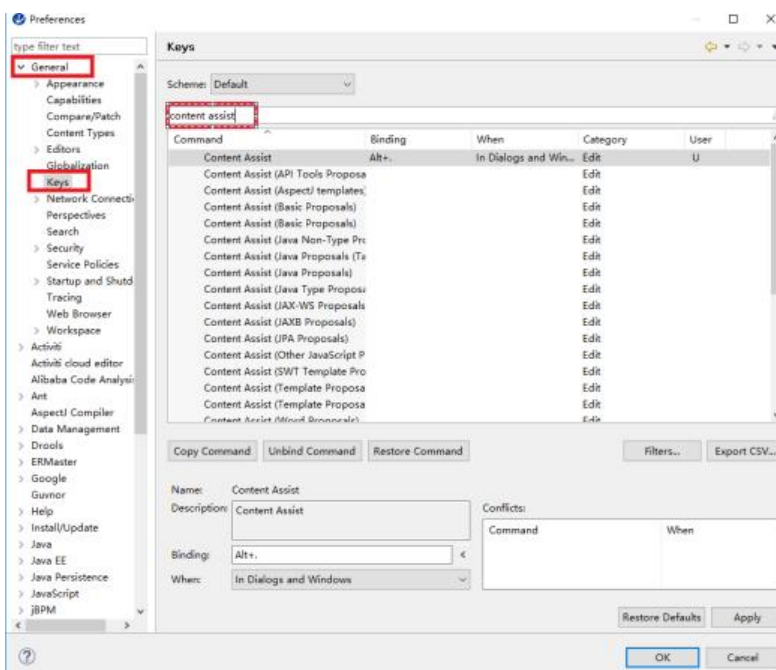 Preferences
type filter text
General
Appearance
Capabilities
Compare/Patch
Content Types
Editors
Globalization
Keys
Network Connecti
Perspectives
Search
Security
Service Policies
Startup and Shutd
Tracing
Web Browser
Workspace
Activiti
Activiti cloud editor
Alibaba Code Analysi
Ant
AspectJ Compiler
Data Management
Drools
ERMaster
Google
Guvnor
Help
Install/Update
Java
Java EE
Java Persistence
JavaScript
jBPM
Keys
Scheme: Default
content assist
Command Binding When Category User
Content Assist Alt+. In Dialogs and Win... Edit U
Content Assist (API Tools Proposa Edit
Content Assist (AspectJ templates) Edit
Content Assist (Basic Proposals) Edit
Content Assist (Basic Proposals) Edit
Content Assist (Java Non-Type Pro Edit
Content Assist (Java Proposals (Ta Edit
Content Assist (Java Proposals) Edit
Content Assist (Java Type Proposa Edit
Content Assist (JAX-WS Proposals Edit
Content Assist (JAXB Proposals) Edit
Content Assist (JPA Proposals) Edit
Content Assist (Other JavaScript P Edit
Content Assist (SWT Template Pro Edit
Content Assist (Template Proposa Edit
Content Assist (Template Proposa Edit
Content Assist (Word Proposals) Edit
Copy Command Unbind Command Restore Command Filters... Export CSV...
Name: Content Assist
Description: Content Assist
Binding: Alt+.
When: In Dialogs and Windows
Conflicts:
Command When
Restore Defaults Apply
OK Cancel